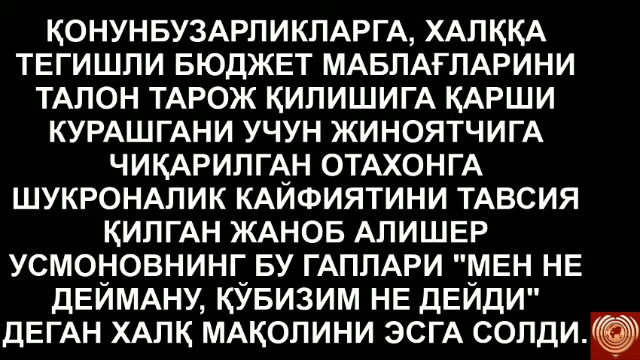 ҚОНУНБУЗАРЛИКЛАРГА, ХАЛҚҚА
ТЕГИШЛИ БЮДЖЕТ МАБЛАҒЛАРИНИ
ТАЛОН ТАРОЖ ҚИЛИШИГА ҚАРШИ
КУРАШГАНИ УЧУН ЖИНОЯТЧИГА
ЧИҚАРИЛГАН ОТАХОНГА
ШУКРОНАЛИК КАЙФИЯТИНИ ТАВСИЯ
ҚИЛГАН ЖАНОБ АЛИШЕР
УСМОНОВНИНГ БУ ГАПЛАРИ "МЕН НЕ
ДЕЙМАНУ, ҚЎБИЗИМ НЕ ДЕЙДИ"
ДЕГАН ХАЛҚ МАҚОЛИНИ ЭСГА СОЛДИ.